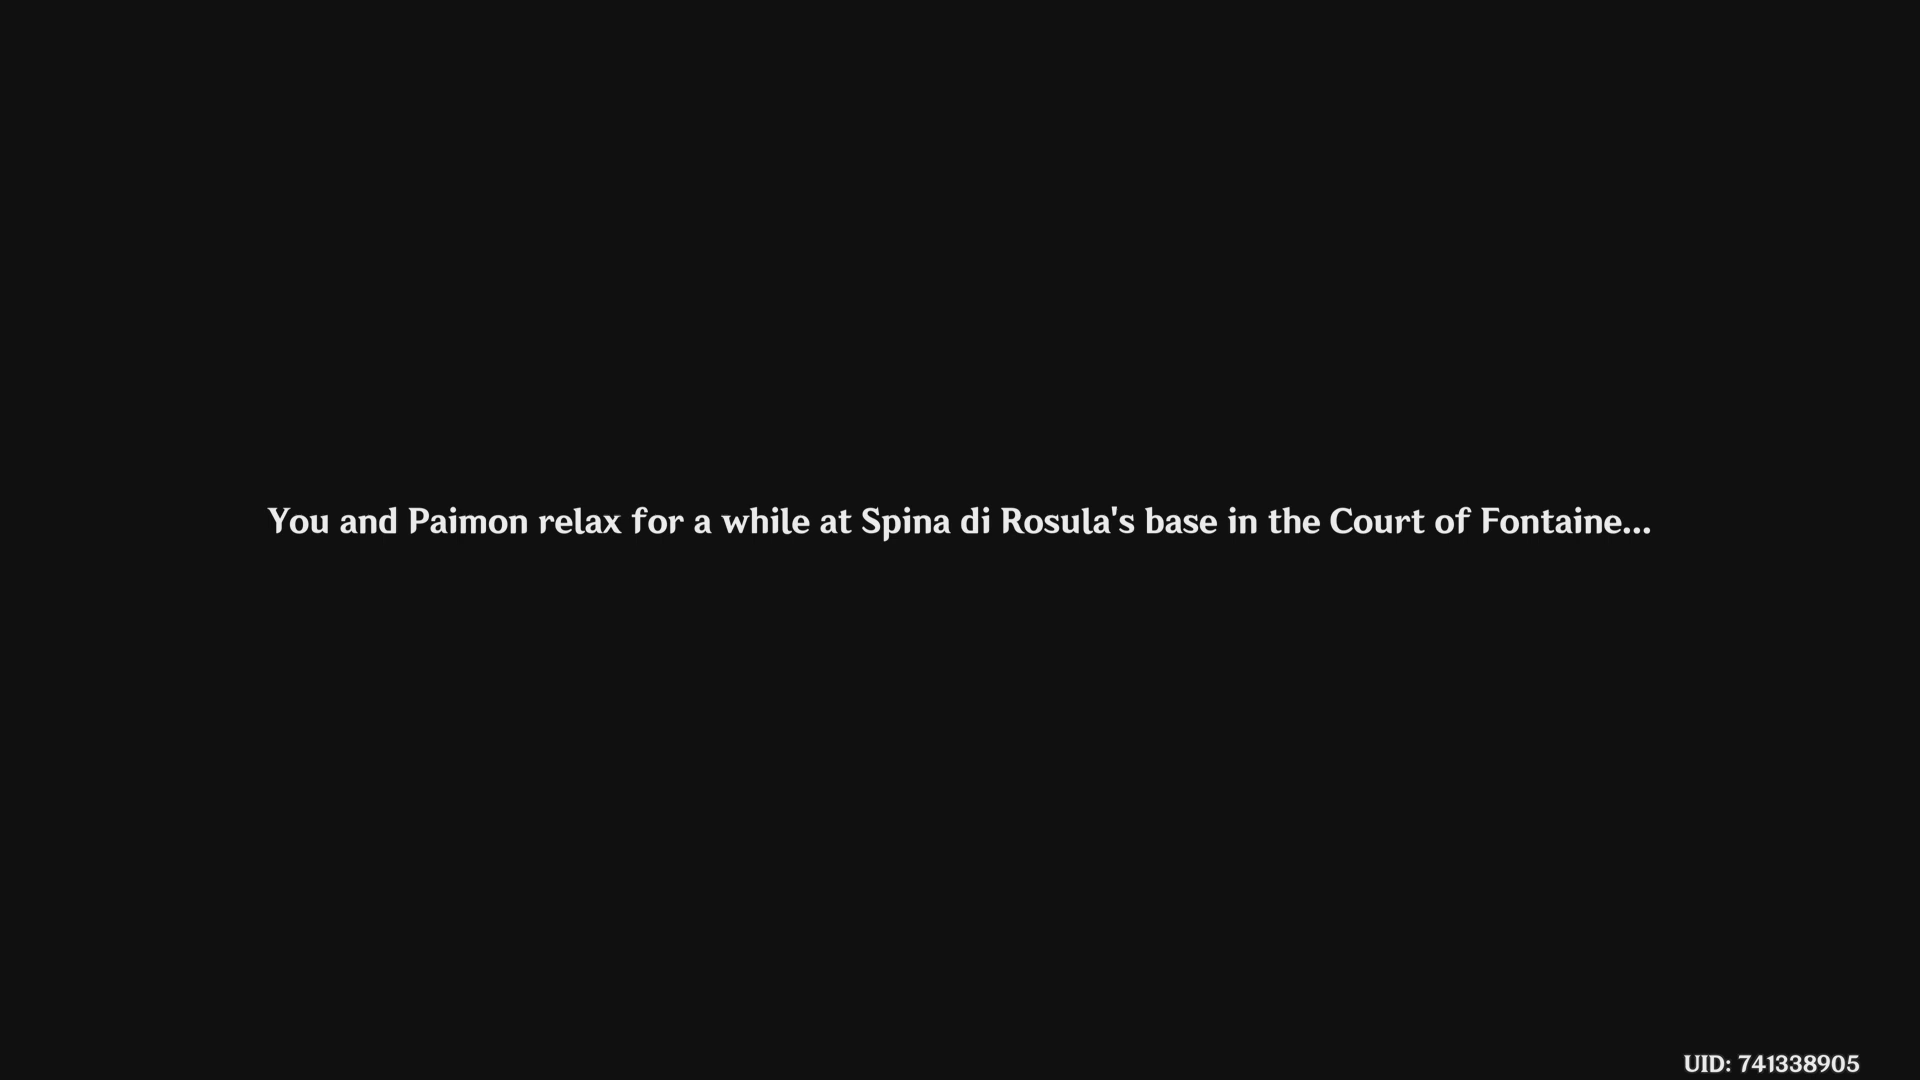 You and Paimon relax for a while at Spina di Rosula's base in the Court of Fontaine...
UID: 741338905